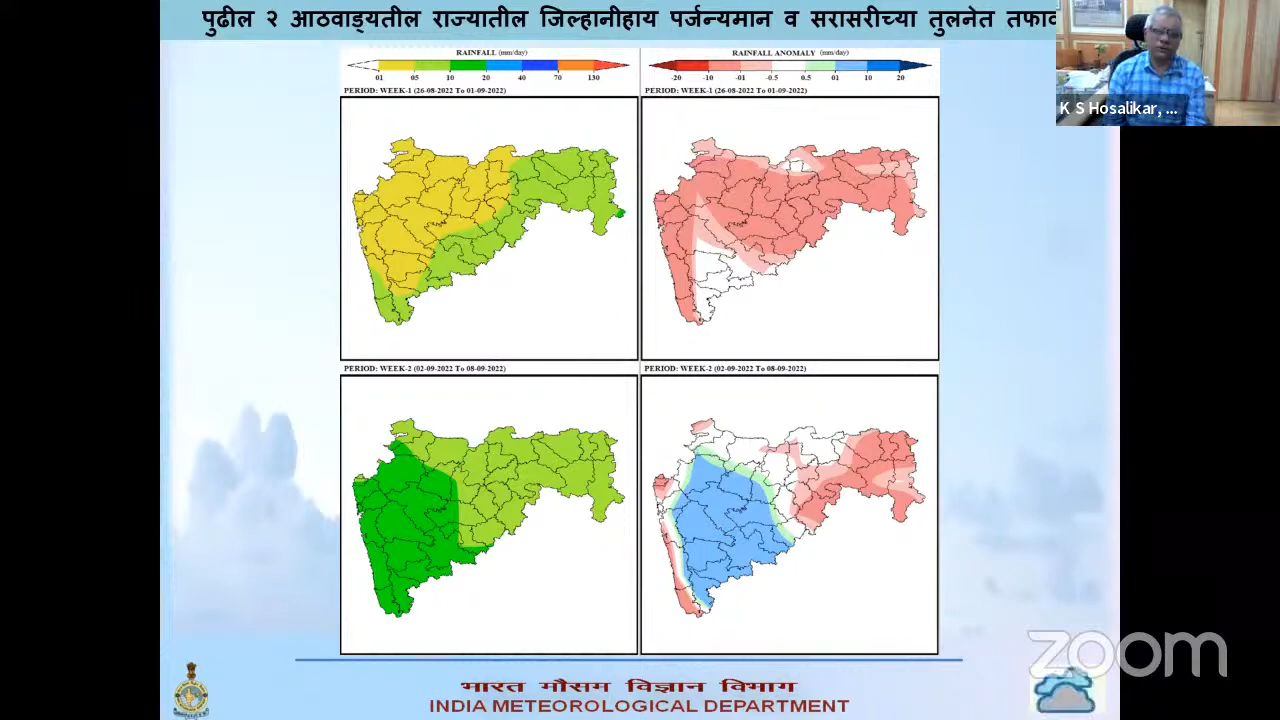 पुढील २ आठवाड्यतील राज्यातील जिल्हानीहाय पर्जन्यमान व सरासरीच्या तुलनेत
K S Hosalikar, ...
RAINFALL (mm/day)
01 05 10 20 40 70 130
PERIOD: WEEK-1 (26-08-2022 To 01-09-2022)
RAINFALL ANOMALY (mm/day)
-20 -10 -01 -0.5 0.5 01 10 20
PERIOD: WEEK-1 (26-08-2022 To 01-09-2022)
PERIOD: WEEK-2 (02-09-2022 To 08-09-2022)
PERIOD: WEEK-2 (02-09-2022 To 08-09-2022)
zoom
भारत मौसम विज्ञान विभाग
INDIA METEOROLOGICAL DEPARTMENT